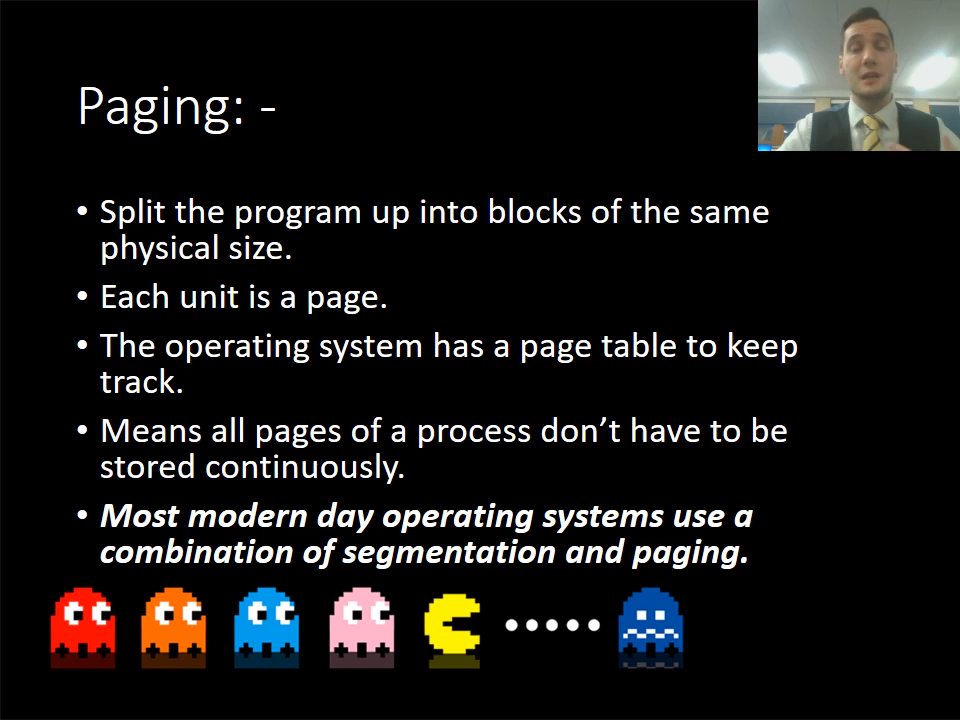 Paging: -
• Split the program up into blocks of the same
physical size.
• Each unit is a page.
• The operating system has a page table to keep
track.
• Means all pages of a process don’t have to be
stored continuously.
• Most modern day operating systems use a
combination of segmentation and paging.